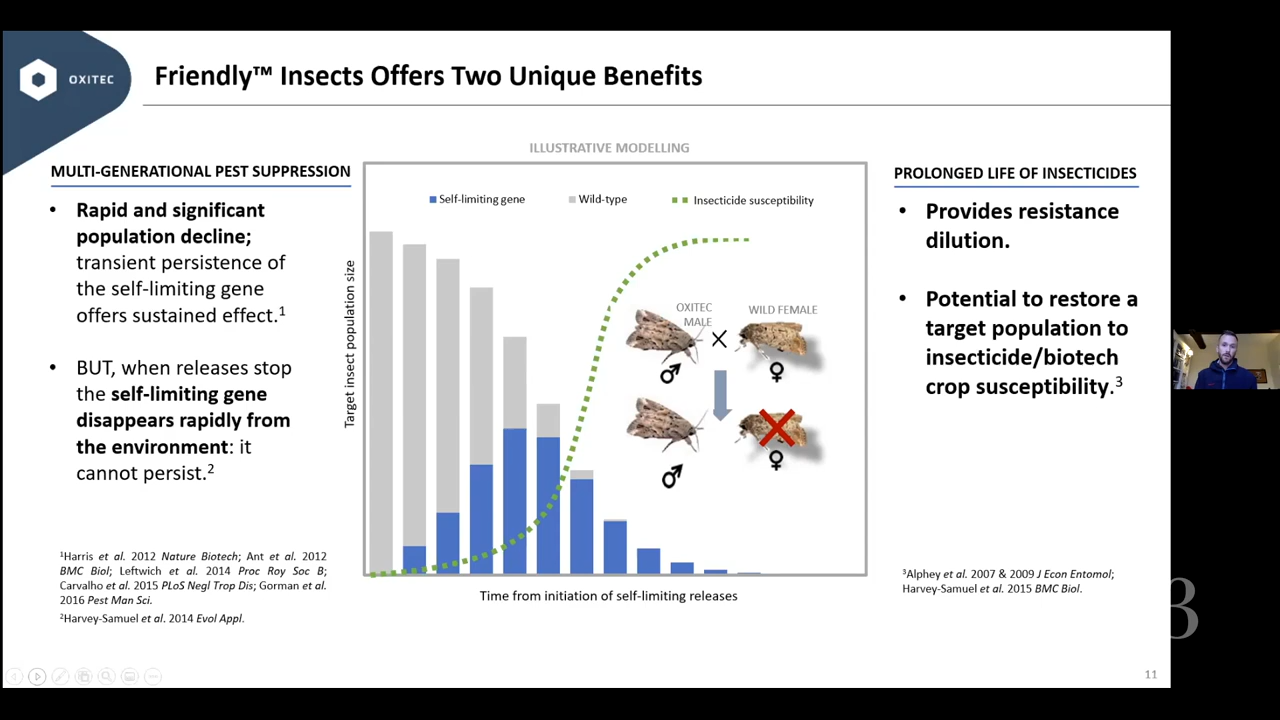 OXITEC
Friendly™ Insects Offers Two Unique Benefits
MULTI-GENERATIONAL PEST SUPPRESSION
• Rapid and significant
population decline;
transient persistence of
the self-limiting gene
offers sustained effect.1
• BUT, when releases stop
the self-limiting gene
disappears rapidly from
the environment: it
cannot persist.2
1Harris et al. 2012 Nature Biotech; Ant et al. 2012
BMC Biol; Leftwich et al. 2014 Proc Roy Soc B;
Carvalho et al. 2015 PLoS Negl Trop Dis; Gorman et al.
2016 Pest Man Sci.
2Harvey-Samuel et al. 2014 Evol Appl.
ILLUSTRATIVE MODELLING
Self-limiting gene
Wild-type
Insecticide susceptibility
Target insect population size
OXITEC
MALE
WILD FEMALE
♂
♀
♂
♀
Time from initiation of self-limiting releases
PROLONGED LIFE OF INSECTICIDES
• Provides resistance
dilution.
• Potential to restore a
target population to
insecticide/biotech
crop susceptibility.3
3Alphey et al. 2007 & 2009 J Econ Entomol;
Harvey-Samuel et al. 2015 BMC Biol.
3
11